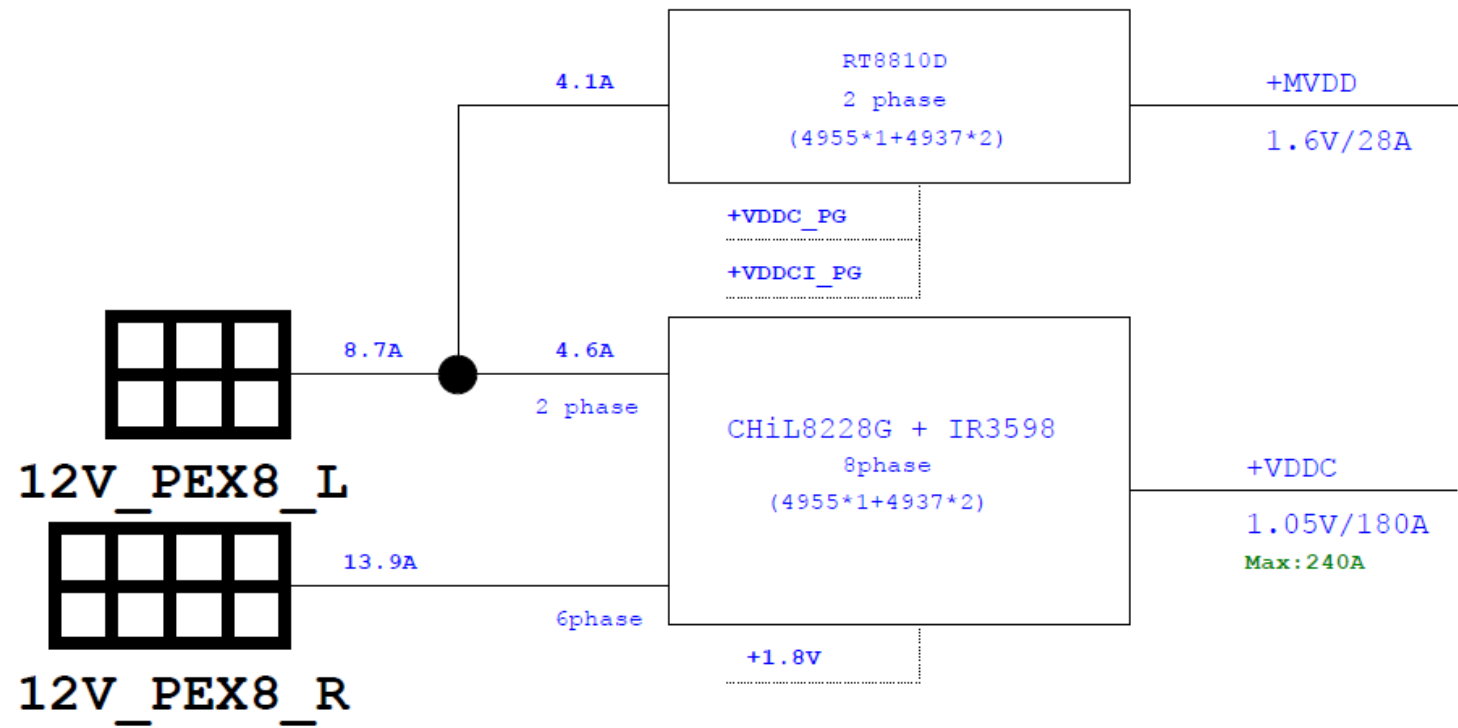 RT8810D
4.1A
+MVDD
2 phase
(4955*1+4937*2)
1.6V/28A
+VDDC_PG
+VDDCI_PG
8.7A
4.6A
2 phase
CHiL8228G + IR3598
8phase
+VDDC
12V_PEX8_L
(4955*1+4937*2)
1.05V/180A
13.9A
Max:240A
6phase
+1.8V
12V_PEX8_R